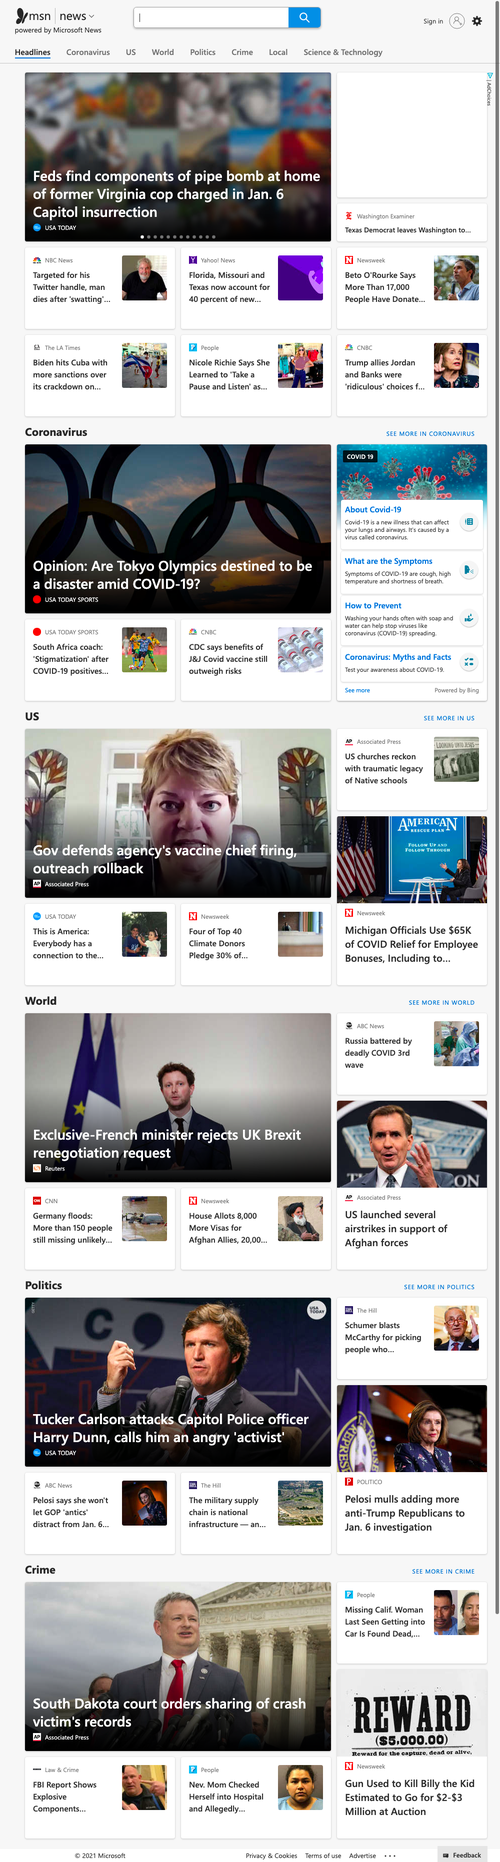 msn news
powered by Microsoft News
Sign in
Headlines Coronavirus US World Politics Crime Local Science & Technology
AdChoices
Feds find components of pipe bomb at home
of former Virginia cop charged in Jan. 6
Capitol insurrection
USA TODAY
Washington Examiner
Texas Democrat leaves Washington to...
NBC News
Targeted for his
Twitter handle, man
dies after 'swatting'...
Yahoo! News
Florida, Missouri and
Texas now account for
40 percent of new...
Newsweek
Beto O'Rourke Says
More Than 17,000
People Have Donate...
The LA Times
Biden hits Cuba with
more sanctions over
its crackdown on...
People
Nicole Richie Says She
Learned to 'Take a
Pause and Listen' as...
CNBC
Trump allies Jordan
and Banks were
'ridiculous' choices f...
Coronavirus
SEE MORE IN CORONAVIRUS
Opinion: Are Tokyo Olympics destined to be
a disaster amid COVID-19?
USA TODAY SPORTS
COVID 19
About Covid-19
Covid-19 is a new illness that can affect
your lungs and airways. It's caused by a
virus called coronavirus.
What are the Symptoms
Symptoms of COVID-19 are cough, high
temperature and shortness of breath.
How to Prevent
Washing your hands often with soap and
water can help stop viruses like
coronavirus (COVID-19) spreading.
Coronavirus: Myths and Facts
Test your awareness about COVID-19.
See more
Powered by Bing
USA TODAY SPORTS
South Africa coach:
'Stigmatization' after
COVID-19 positives...
CNBC
CDC says benefits of
J&J Covid vaccine still
outweigh risks
US
SEE MORE IN US
Gov defends agency's vaccine chief firing,
outreach rollback
AP Associated Press
AP Associated Press
US churches reckon
with traumatic legacy
of Native schools
AMERICAN
RESCUE PLAN
FOLLOW UP AND
FOLLOW THROUGH
Newsweek
Michigan Officials Use $65K
of COVID Relief for Employee
Bonuses, Including to...
USA TODAY
This is America:
Everybody has a
connection to the...
Newsweek
Four of Top 40
Climate Donors
Pledge 30% of...
World
SEE MORE IN WORLD
Exclusive-French minister rejects UK Brexit
renegotiation request
Reuters
ABC News
Russia battered by
deadly COVID 3rd
wave
AP Associated Press
US launched several
airstrikes in support of
Afghan forces
CNN
Germany floods:
More than 150 people
still missing unlikely...
Newsweek
House Allots 8,000
More Visas for
Afghan Allies, 20,00...
Politics
SEE MORE IN POLITICS
USA TODAY
Tucker Carlson attacks Capitol Police officer
Harry Dunn, calls him an angry 'activist'
USA TODAY
The Hill
Schumer blasts
McCarthy for picking
people who...
POLITICO
Pelosi mulls adding more
anti-Trump Republicans to
Jan. 6 investigation
ABC News
Pelosi says she won't
let GOP 'antics'
distract from Jan. 6...
The Hill
The military supply
chain is national
infrastructure — an...
Crime
SEE MORE IN CRIME
South Dakota court orders sharing of crash
victim's records
AP Associated Press
People
Missing Calif. Woman
Last Seen Getting into
Car Is Found Dead,...
REWARD
($5,000.00)
Reward for the capture, dead or alive,
Newsweek
Gun Used to Kill Billy the Kid
Estimated to Go for $2-$3
Million at Auction
Law & Crime
FBI Report Shows
Explosive
Components...
People
Nev. Mom Checked
Herself into Hospital
and Allegedly...
© 2021 Microsoft
Privacy & Cookies Terms of use Advertise ...
Feedback